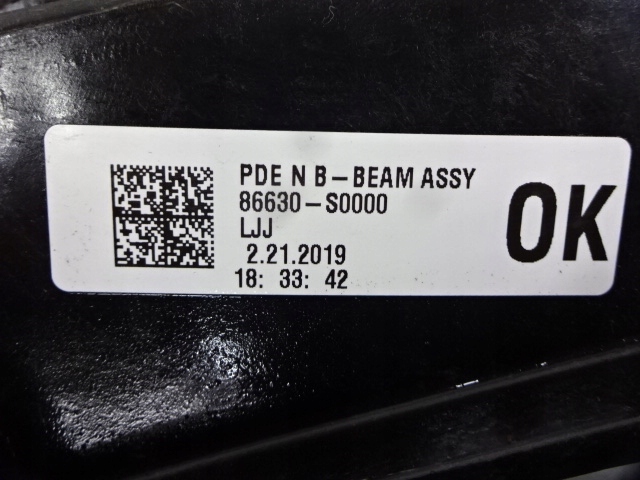 PDE N B-BEAM ASSY
86630-S0000
LJJ
2.21.2019
18: 33: 42
OK